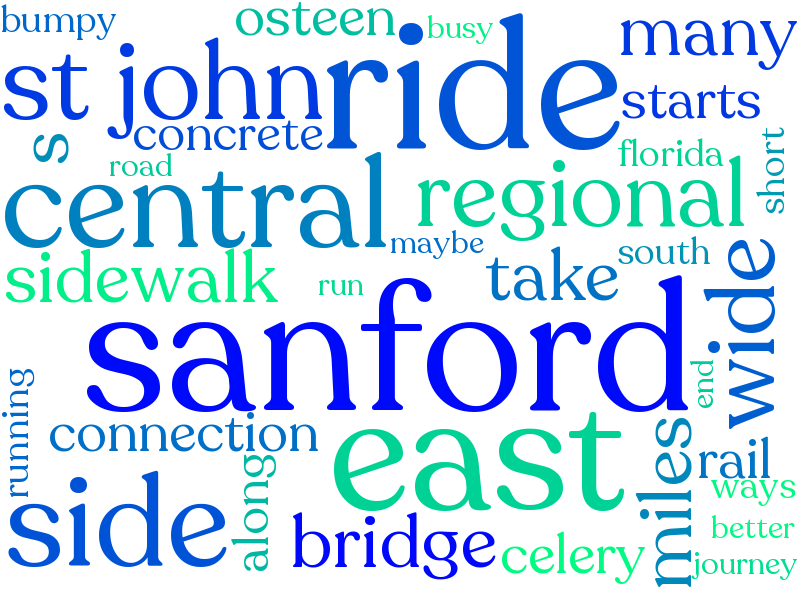 bumpy
osteen
busy
many
st john
ride
starts
concrete
s
road
florida
short
central
regional
maybe
sidewalk
run
take
south
wide
sanford
end
running
connection
east
miles
rail
side
along
bridge
celery
ways
better
journey